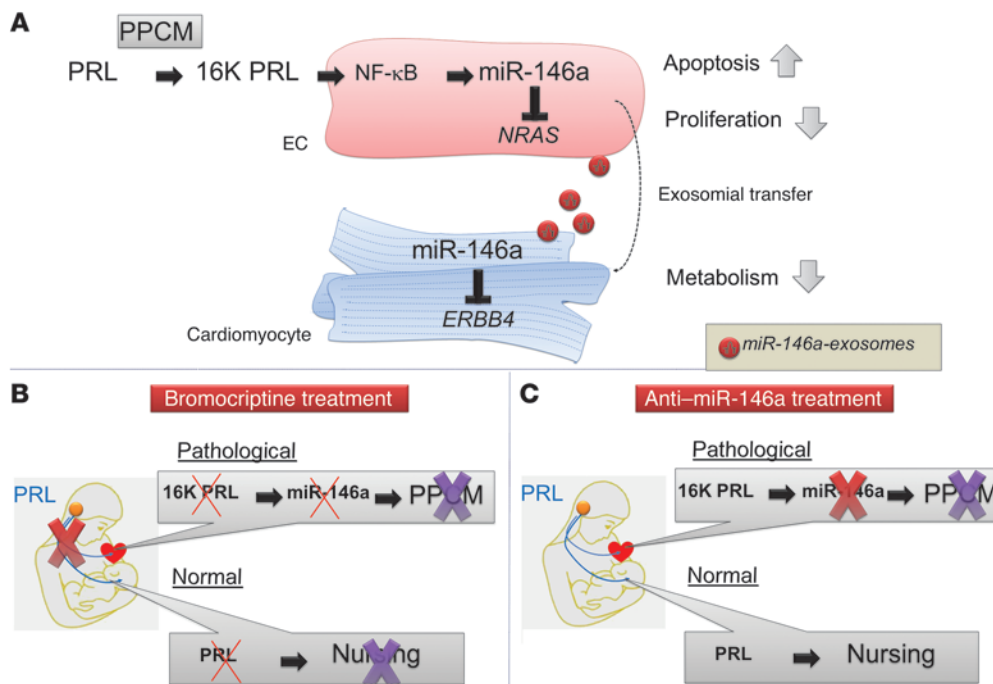 A
PPCM
PRL 16K PRL NF-κB miR-146a
NRAS
EC
Apoptosis
Proliferation
Exosomial transfer
miR-146a
ERBB4
Cardiomyocyte
Metabolism
miR-146a-exosomes
B
Bromocriptine treatment
Pathological
PRL
16K PRL miR-146a PPCM
Normal
PRL Nursing
C
Anti–miR-146a treatment
Pathological
PRL
16K PRL miR-146a PPCM
Normal
PRL Nursing